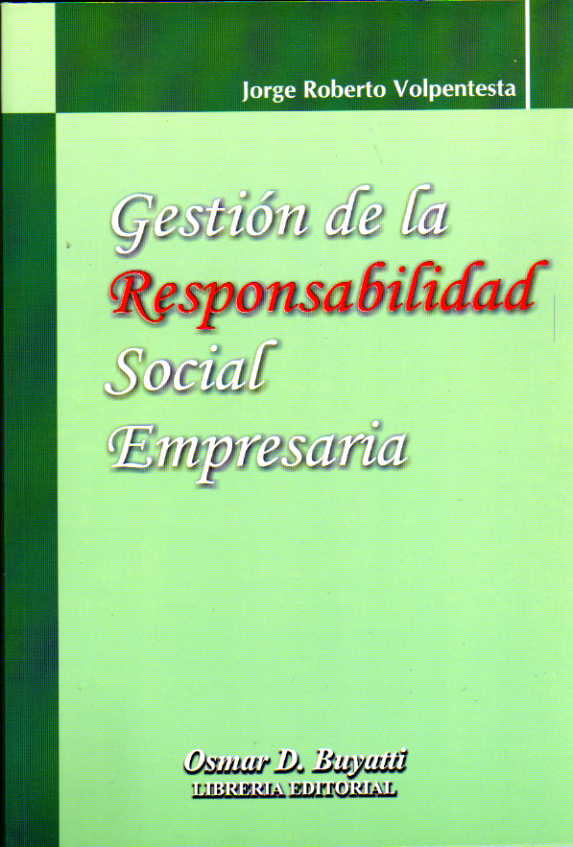 Jorge Roberto Volpentesta
Gestión de la
Responsabilidad
Social
Empresaria
Osmar D. Buyatti
LIBRERIA EDITORIAL